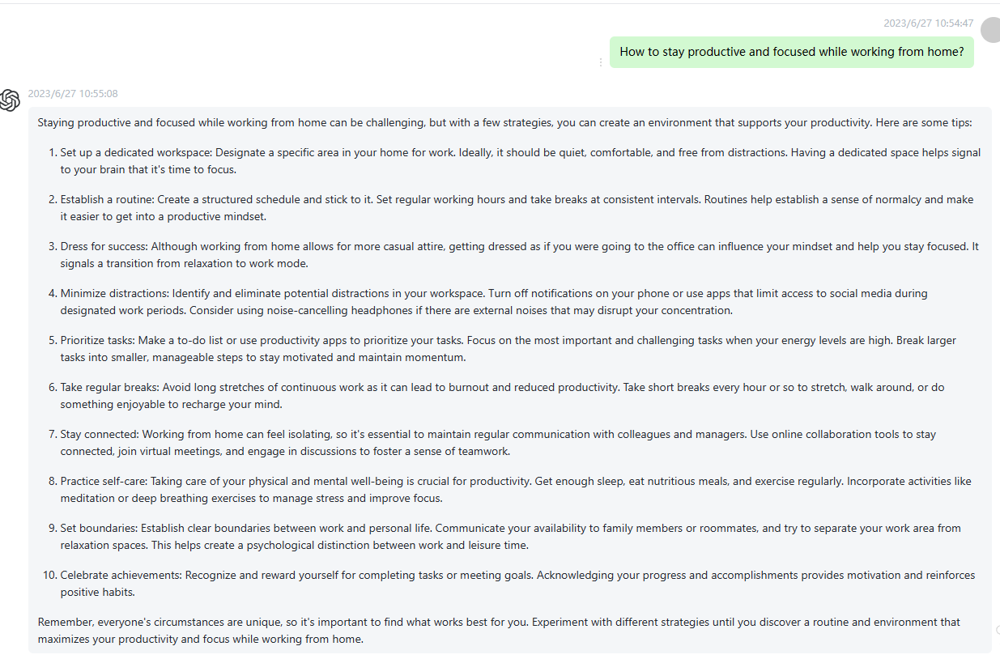 2023/6/27 10:54:47
How to stay productive and focused while working from home?
2023/6/27 10:55:08
Staying productive and focused while working from home can be challenging, but with a few strategies, you can create an environment that supports your productivity. Here are some tips:
1. Set up a dedicated workspace: Designate a specific area in your home for work. Ideally, it should be quiet, comfortable, and free from distractions. Having a dedicated space helps signal
to your brain that it's time to focus.
2. Establish a routine: Create a structured schedule and stick to it. Set regular working hours and take breaks at consistent intervals. Routines help establish a sense of normalcy and make
it easier to get into a productive mindset.
3. Dress for success: Although working from home allows for more casual attire, getting dressed as if you were going to the office can influence your mindset and help you stay focused. It
signals a transition from relaxation to work mode.
4. Minimize distractions: Identify and eliminate potential distractions in your workspace. Turn off notifications on your phone or use apps that limit access to social media during
designated work periods. Consider using noise-cancelling headphones if there are external noises that may disrupt your concentration.
5. Prioritize tasks: Make a to-do list or use productivity apps to prioritize your tasks. Focus on the most important and challenging tasks when your energy levels are high. Break larger
tasks into smaller, manageable steps to stay motivated and maintain momentum.
6. Take regular breaks: Avoid long stretches of continuous work as it can lead to burnout and reduced productivity. Take short breaks every hour or so to stretch, walk around, or do
something enjoyable to recharge your mind.
7. Stay connected: Working from home can feel isolating, so it's essential to maintain regular communication with colleagues and managers. Use online collaboration tools to stay
connected, join virtual meetings, and engage in discussions to foster a sense of teamwork.
8. Practice self-care: Taking care of your physical and mental well-being is crucial for productivity. Get enough sleep, eat nutritious meals, and exercise regularly. Incorporate activities like
meditation or deep breathing exercises to manage stress and improve focus.
9. Set boundaries: Establish clear boundaries between work and personal life. Communicate your availability to family members or roommates, and try to separate your work area from
relaxation spaces. This helps create a psychological distinction between work and leisure time.
10. Celebrate achievements: Recognize and reward yourself for completing tasks or meeting goals. Acknowledging your progress and accomplishments provides motivation and reinforces
positive habits.
Remember, everyone's circumstances are unique, so it's important to find what works best for you. Experiment with different strategies until you discover a routine and environment that
maximizes your productivity and focus while working from home.